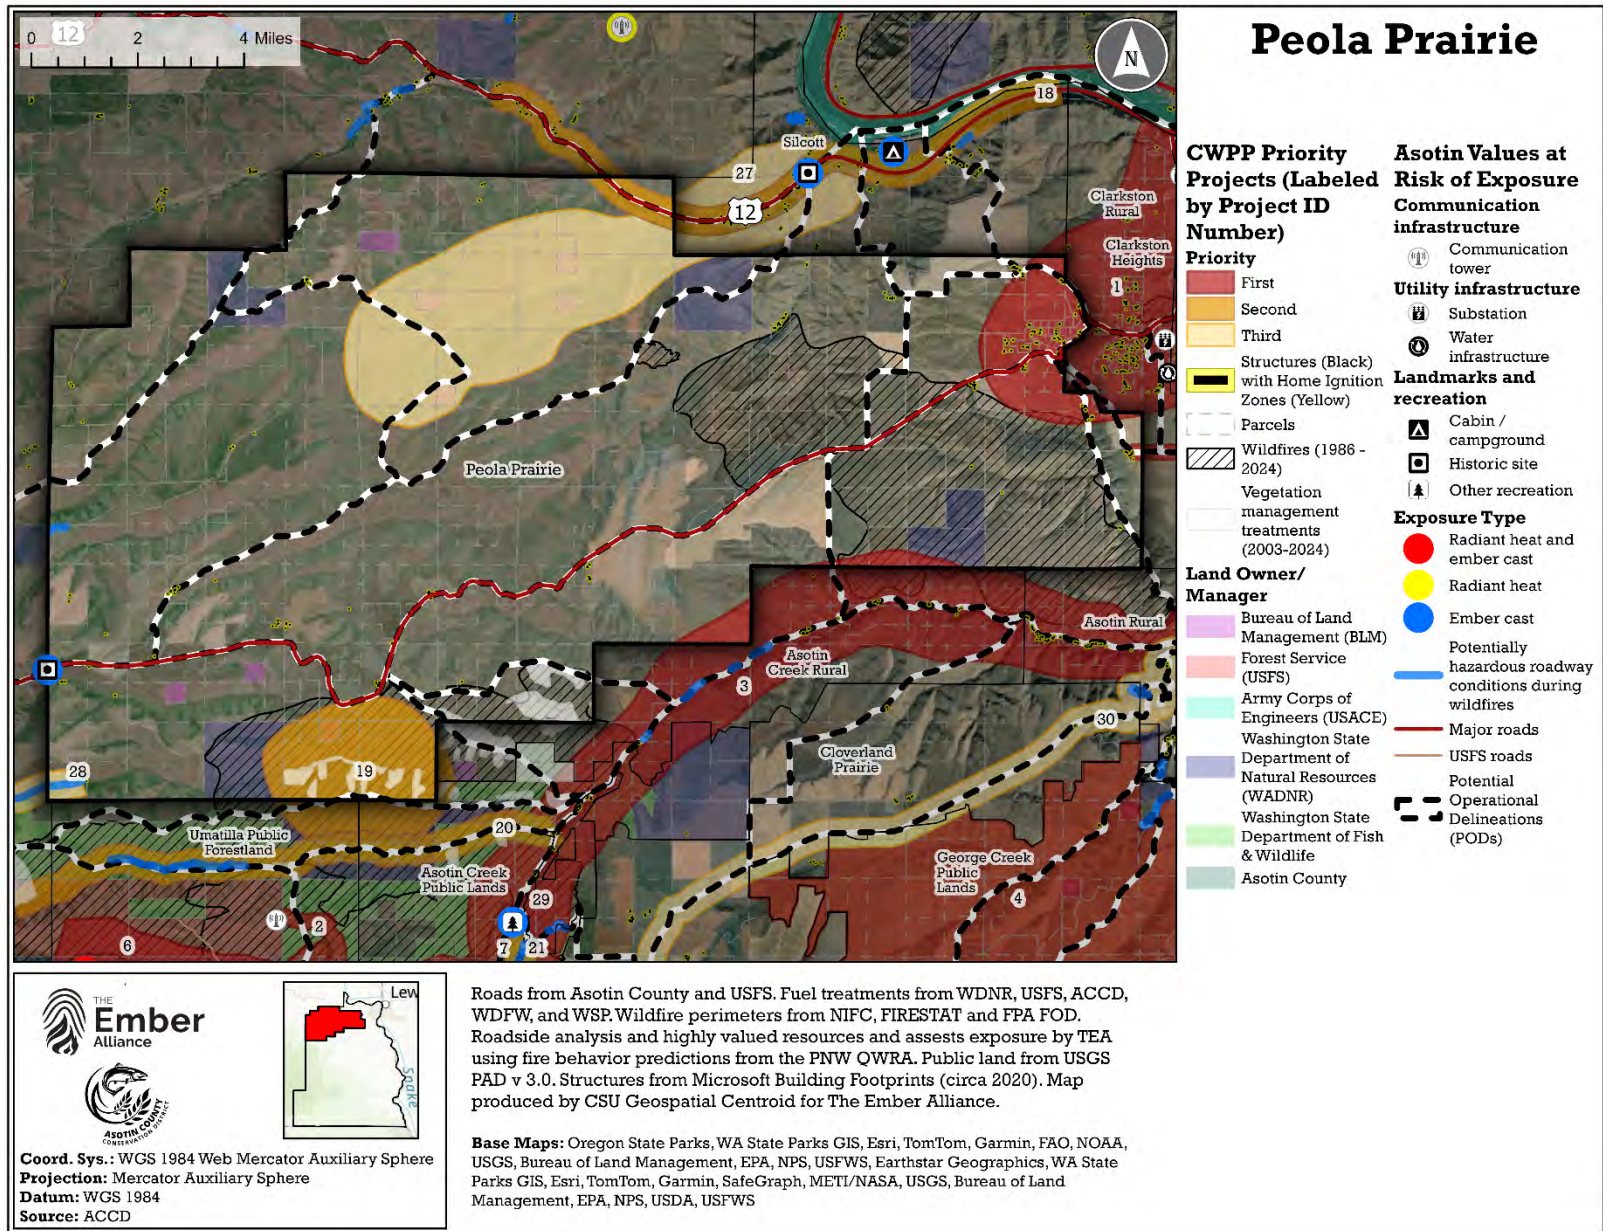 Peola Prairie
0 2 4 Miles
12
N
18
Silcott
27
12
Clarkston
Rural
Clarkston
Heights
1
Peola Prairie
Asotin Rural
Asotin
Creek Rural
3
30
Cloverland
Prairie
28
19
20
Umatilla Public
Forestland
Asotin Creek
Public Lands
George Creek
Public
Lands
4
29
2
6
7
21
CWPP Priority
Projects (Labeled
by Project ID
Number)
Priority
First
Second
Third
Structures (Black)
with Home Ignition
Zones (Yellow)
Parcels
Wildfires (1986 -
2024)
Vegetation
management
treatments
(2003-2024)
Land Owner/
Manager
Bureau of Land
Management (BLM)
Forest Service
(USFS)
Army Corps of
Engineers (USACE)
Washington State
Department of
Natural Resources
(WADNR)
Washington State
Department of Fish
& Wildlife
Asotin County
Asotin Values at
Risk of Exposure
Communication
infrastructure
Communication
tower
Utility infrastructure
Substation
Water
infrastructure
Landmarks and
recreation
Cabin /
campground
Historic site
Other recreation
Exposure Type
Radiant heat and
ember cast
Radiant heat
Ember cast
Potentially
hazardous roadway
conditions during
wildfires
Major roads
USFS roads
Potential
Operational
Delineations
(PODs)
THE
Ember
Alliance
ASOTIN COUNTY
CONSERVATION DISTRICT
Lew
Snake
Coord. Sys.: WGS 1984 Web Mercator Auxiliary Sphere
Projection: Mercator Auxiliary Sphere
Datum: WGS 1984
Source: ACCD
Roads from Asotin County and USFS. Fuel treatments from WDNR, USFS, ACCD,
WDFW, and WSP. Wildfire perimeters from NIFC, FIRESTAT and FPA FOD.
Roadside analysis and highly valued resources and assests exposure by TEA
using fire behavior predictions from the PNW QWRA. Public land from USGS
PAD v 3.0. Structures from Microsoft Building Footprints (circa 2020). Map
produced by CSU Geospatial Centroid for The Ember Alliance.
Base Maps: Oregon State Parks, WA State Parks GIS, Esri, TomTom, Garmin, FAO, NOAA,
USGS, Bureau of Land Management, EPA, NPS, USFWS, Earthstar Geographics, WA State
Parks GIS, Esri, TomTom, Garmin, SafeGraph, METI/NASA, USGS, Bureau of Land
Management, EPA, NPS, USDA, USFWS